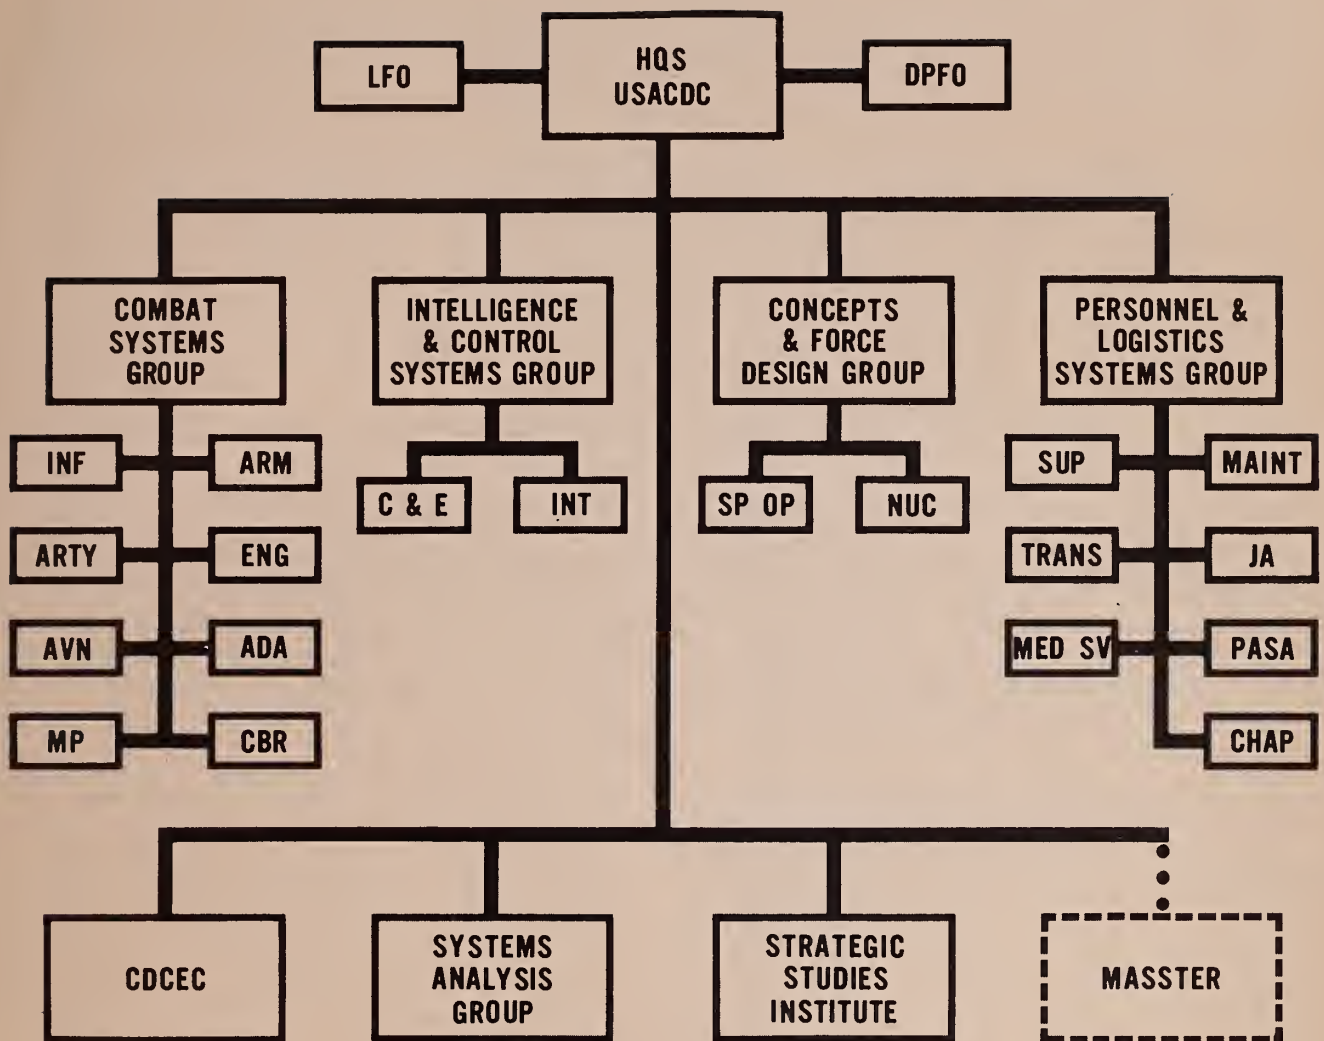 LFO
HQS
USACDC
DPFO
COMBAT
SYSTEMS
GROUP
INTELLIGENCE
& CONTROL
SYSTEMS GROUP
CONCEPTS
& FORCE
DESIGN GROUP
PERSONNEL &
LOGISTICS
SYSTEMS GROUP
INF
ARM
ARTY
ENG
AVN
ADA
MP
CBR
C & E
INT
SP OP
NUC
SUP
MAINT
TRANS
JA
MED SV
PASA
CHAP
CDCEC
SYSTEMS
ANALYSIS
GROUP
STRATEGIC
STUDIES
INSTITUTE
MASSTER